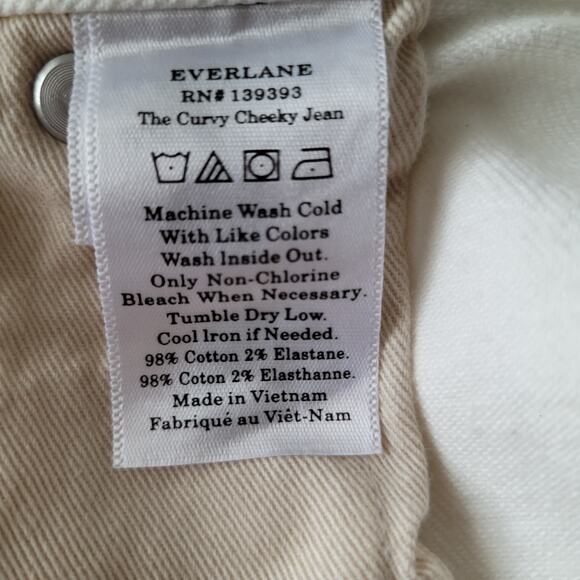 EVERLANE
RN# 139393
The Curvy Cheeky Jean
Machine Wash Cold
With Like Colors
Wash Inside Out.
Only Non-Chlorine
Bleach When Necessary.
Tumble Dry Low.
Cool Iron if Needed.
98% Cotton 2% Elastane.
98% Coton 2% Elasthanne.
Made in Vietnam
Fabriqué au Viêt-Nam